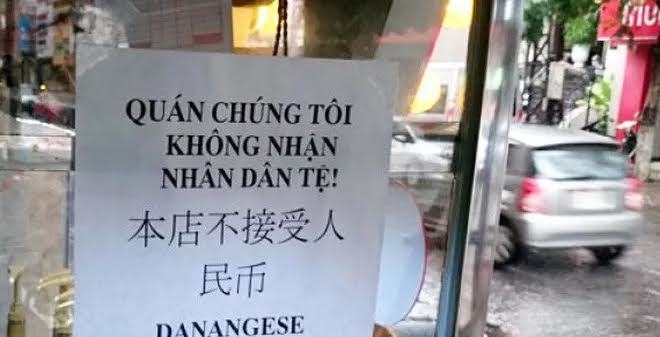 QUÁN CHÚNG TÔI
KHÔNG NHẬN
NHÂN DÂN TỆ!
本店不接受人
民币
DANANGESE